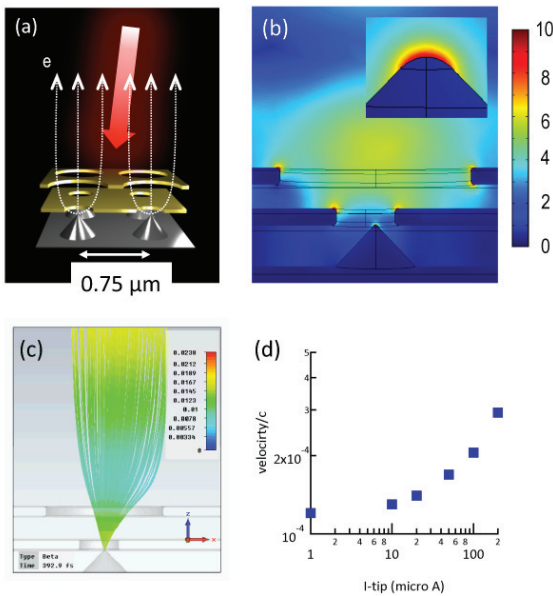 (a)
e
0.75 µm
(b)
10
8
6
4
2
0
(c)
0.0230
0.0212
0.0189
0.0167
0.0145
0.0123
0.01
0.0078
0.00557
0.00334
0
z
x
Type Beta
Time 392.9 fs
(d)
5
4
3
2x10⁻⁴
10⁻⁴
velocirty/c
1 2 4 6 8 10 2 4 6 8 100 2
I-tip (micro A)